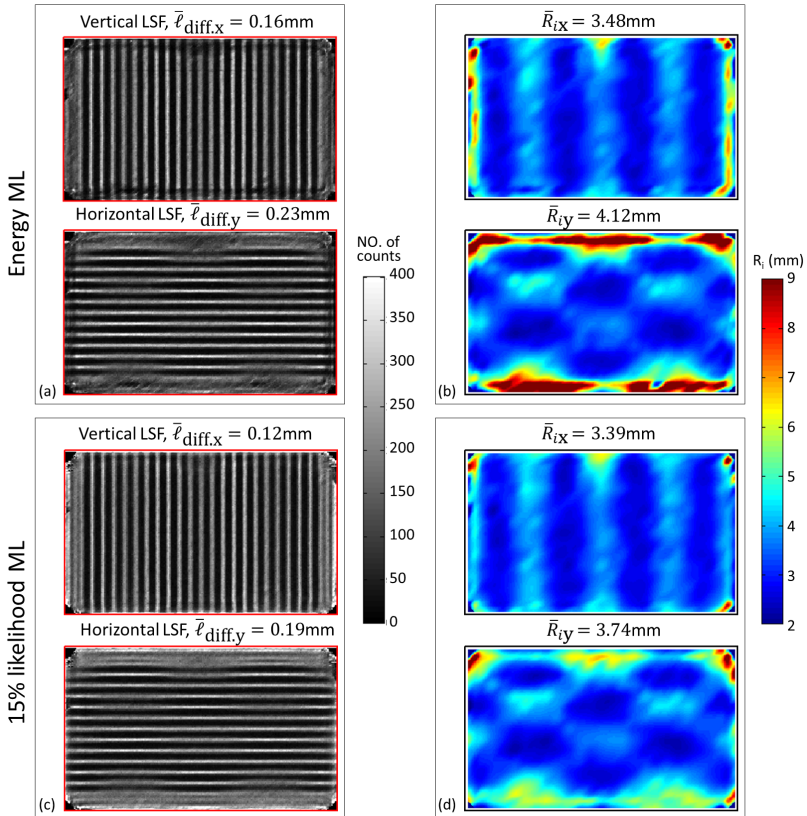 Energy ML
Vertical LSF, ℓ̅diff.x = 0.16mm
Horizontal LSF, ℓ̅diff.y = 0.23mm
(a)
R̅ix = 3.48mm
R̅iy = 4.12mm
(b)
NO. of
counts
400
350
300
250
200
150
100
50
0
Ri (mm)
9
8
7
6
5
4
3
2
15% likelihood ML
Vertical LSF, ℓ̅diff.x = 0.12mm
Horizontal LSF, ℓ̅diff.y = 0.19mm
(c)
R̅ix = 3.39mm
R̅iy = 3.74mm
(d)